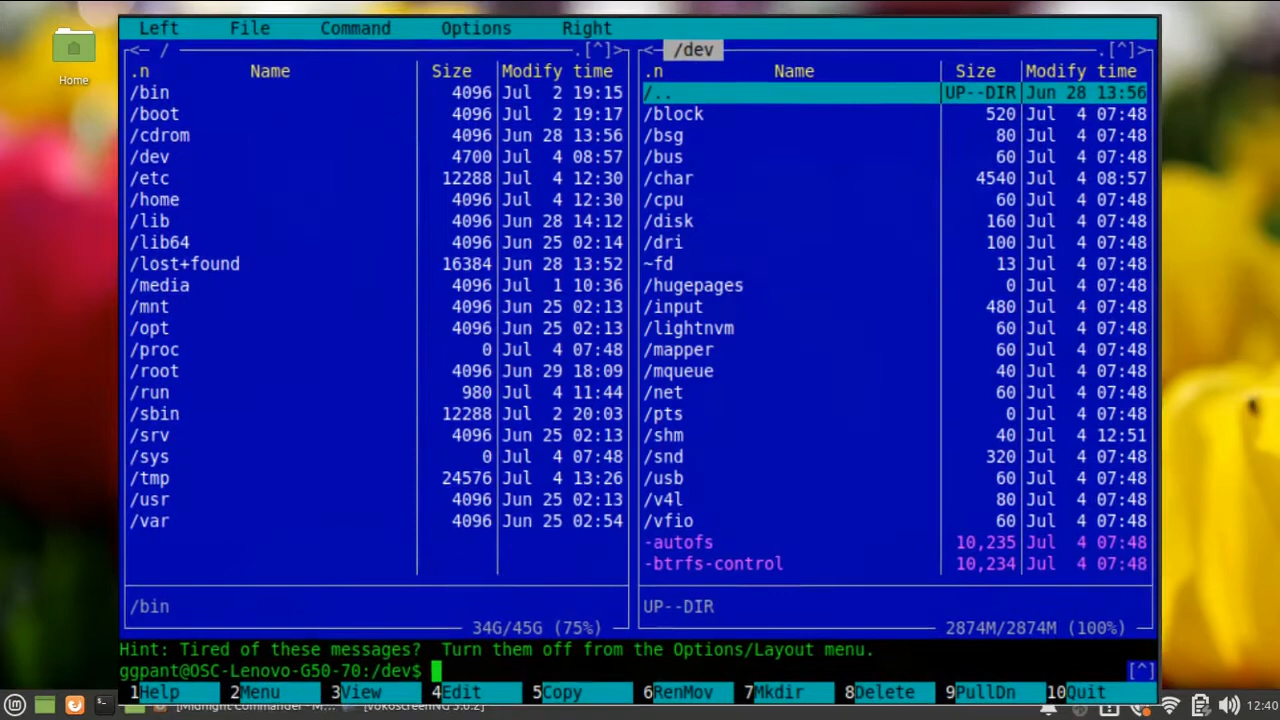 Left File Command Options Right
Home
<─ / .[^]>
.n Name Size Modify time
/bin 4096 Jul 2 19:15
/boot 4096 Jul 2 19:17
/cdrom 4096 Jun 28 13:56
/dev 4700 Jul 4 08:57
/etc 12288 Jul 4 12:30
/home 4096 Jul 4 12:30
/lib 4096 Jun 28 14:12
/lib64 4096 Jun 25 02:14
/lost+found 16384 Jun 28 13:52
/media 4096 Jul 1 10:36
/mnt 4096 Jun 25 02:13
/opt 4096 Jun 25 02:13
/proc 0 Jul 4 07:48
/root 4096 Jun 29 18:09
/run 980 Jul 4 11:44
/sbin 12288 Jul 2 20:03
/srv 4096 Jun 25 02:13
/sys 0 Jul 4 07:48
/tmp 24576 Jul 4 13:26
/usr 4096 Jun 25 02:13
/var 4096 Jun 25 02:54
/bin
34G/45G (75%)
<─ /dev .[^]>
.n Name Size Modify time
/.. UP--DIR Jun 28 13:56
/block 520 Jul 4 07:48
/bsg 80 Jul 4 07:48
/bus 60 Jul 4 07:48
/char 4540 Jul 4 08:57
/cpu 60 Jul 4 07:48
/disk 160 Jul 4 07:48
/dri 100 Jul 4 07:48
~fd 13 Jul 4 07:48
/hugepages 0 Jul 4 07:48
/input 480 Jul 4 07:48
/lightnvm 60 Jul 4 07:48
/mapper 60 Jul 4 07:48
/mqueue 40 Jul 4 07:48
/net 60 Jul 4 07:48
/pts 0 Jul 4 07:48
/shm 40 Jul 4 12:51
/snd 320 Jul 4 07:48
/usb 60 Jul 4 07:48
/v4l 80 Jul 4 07:48
/vfio 60 Jul 4 07:48
-autofs 10,235 Jul 4 07:48
-btrfs-control 10,234 Jul 4 07:48
UP--DIR
2874M/2874M (100%)
Hint: Tired of these messages? Turn them off from the Options/Layout menu.
ggpant@OSC-Lenovo-G50-70:/dev$ [^]
1Help 2Menu 3View 4Edit 5Copy 6RenMov 7Mkdir 8Delete 9PullDn 10Quit
[Midnight Commander - M... [vokoscreenNG 3.0.2]
12:40